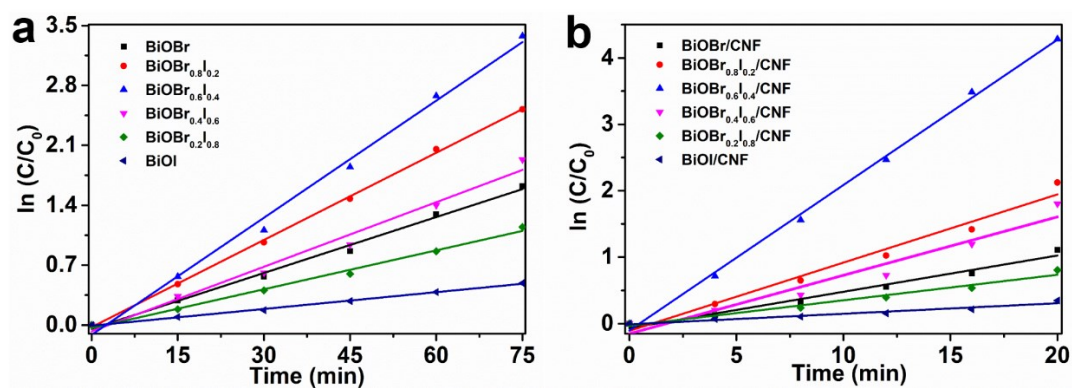 a
3.5
2.8
2.1
1.4
0.7
0.0
ln (C/C₀)
BiOBr
BiOBr₀.₈I₀.₂
BiOBr₀.₆I₀.₄
BiOBr₀.₄I₀.₆
BiOBr₀.₂I₀.₈
BiOI
0 15 30 45 60 75
Time (min)
b
4
3
2
1
0
ln (C/C₀)
BiOBr/CNF
BiOBr₀.₈I₀.₂/CNF
BiOBr₀.₆I₀.₄/CNF
BiOBr₀.₄I₀.₆/CNF
BiOBr₀.₂I₀.₈/CNF
BiOI/CNF
0 5 10 15 20
Time (min)